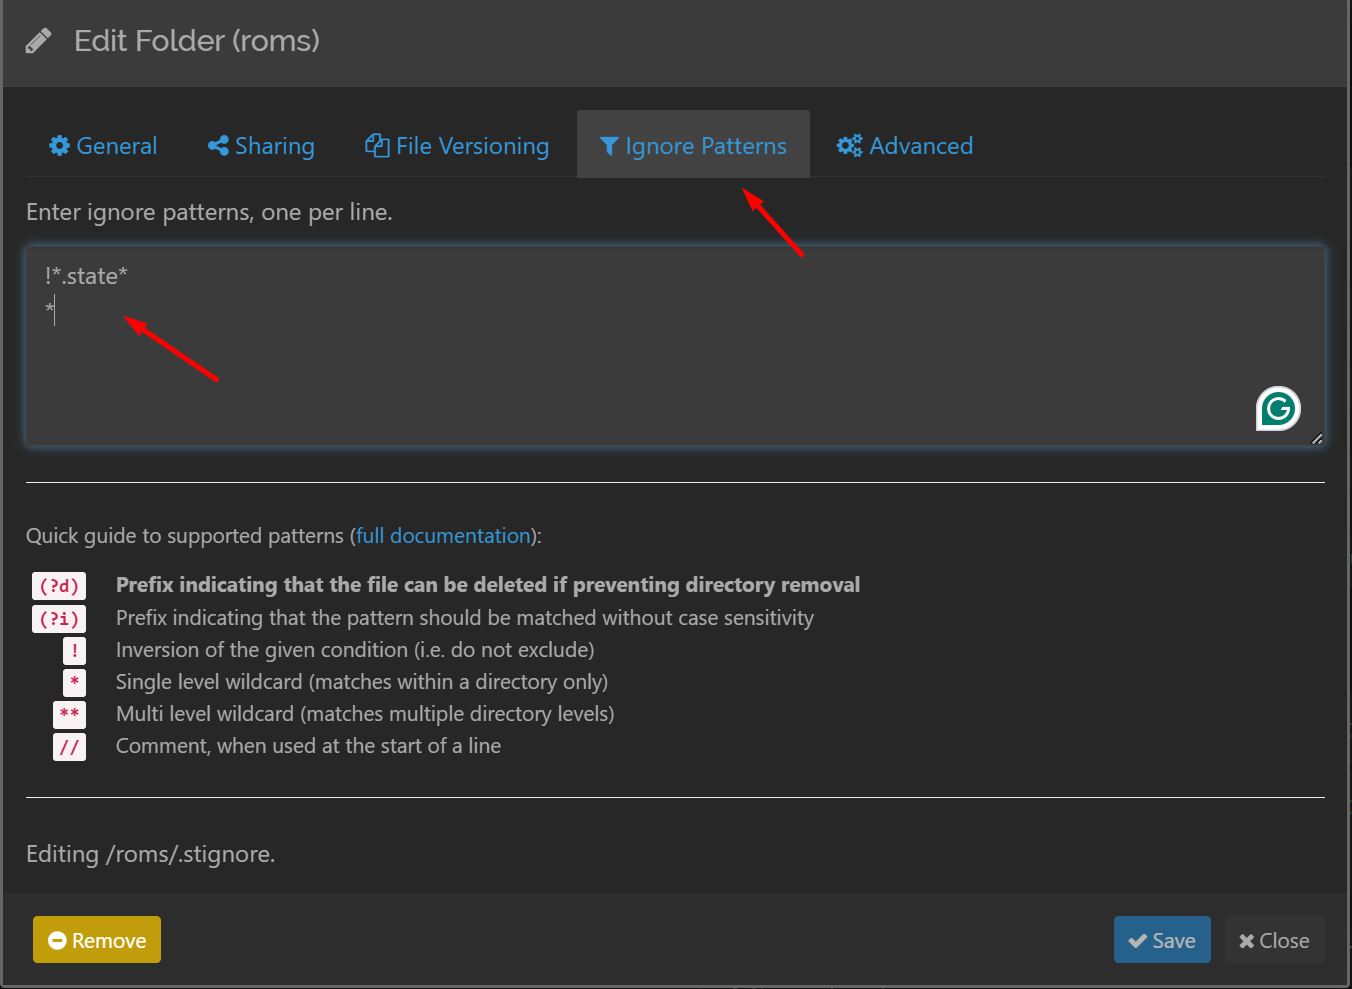 Edit Folder (roms)
General Sharing File Versioning Ignore Patterns Advanced
Enter ignore patterns, one per line.
!*.state*
*
Quick guide to supported patterns (full documentation):
(?d) Prefix indicating that the file can be deleted if preventing directory removal
(?i) Prefix indicating that the pattern should be matched without case sensitivity
! Inversion of the given condition (i.e. do not exclude)
* Single level wildcard (matches within a directory only)
** Multi level wildcard (matches multiple directory levels)
// Comment, when used at the start of a line
Editing /roms/.stignore.
Remove Save Close